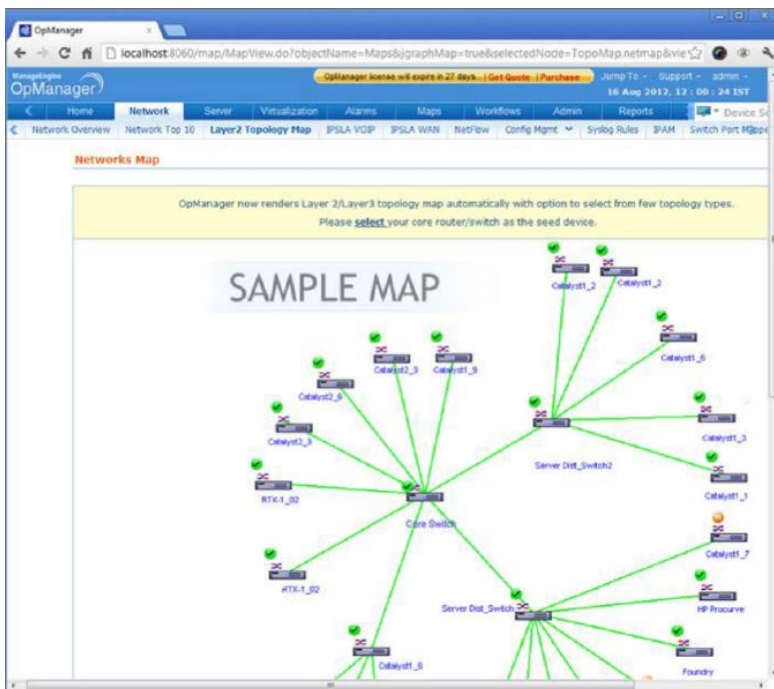 OpManager
localhost:8060/map/MapView.do?objectName=Maps&jgraphMap=true&selectedNode=TopoMap.netmap&vie
ManageEngine
OpManager
OpManager license will expire in 27 days. | Get Quote | Purchase
Jump To Support admin
16 Aug 2012, 12 : 00 : 24 IST
Home Network Server Virtualization Alarms Maps Workflows Admin Reports Device Se
Network Overview Network Top 10 Layer2 Topology Map IPSLA VOIP IPSLA WAN NetFlow Config Mgmt Syslog Rules IPAM Switch Port Mappe
Networks Map
OpManager now renders Layer 2/Layer3 topology map automatically with option to select from few topology types.
Please select your core router/switch as the seed device.
SAMPLE MAP
Catalyst1_2
Catalyst1_2
Catalyst1_6
Catalyst2_3
Catalyst1_9
Catalyst2_6
Catalyst2_3
Catalyst1_3
Server Dist_Switch2
Catalyst1_1
RTX-1_02
Core Switch
Catalyst1_7
RTX-1_02
Server Dist_Switch
HP Procurve
Catalyst1_6
Foundry